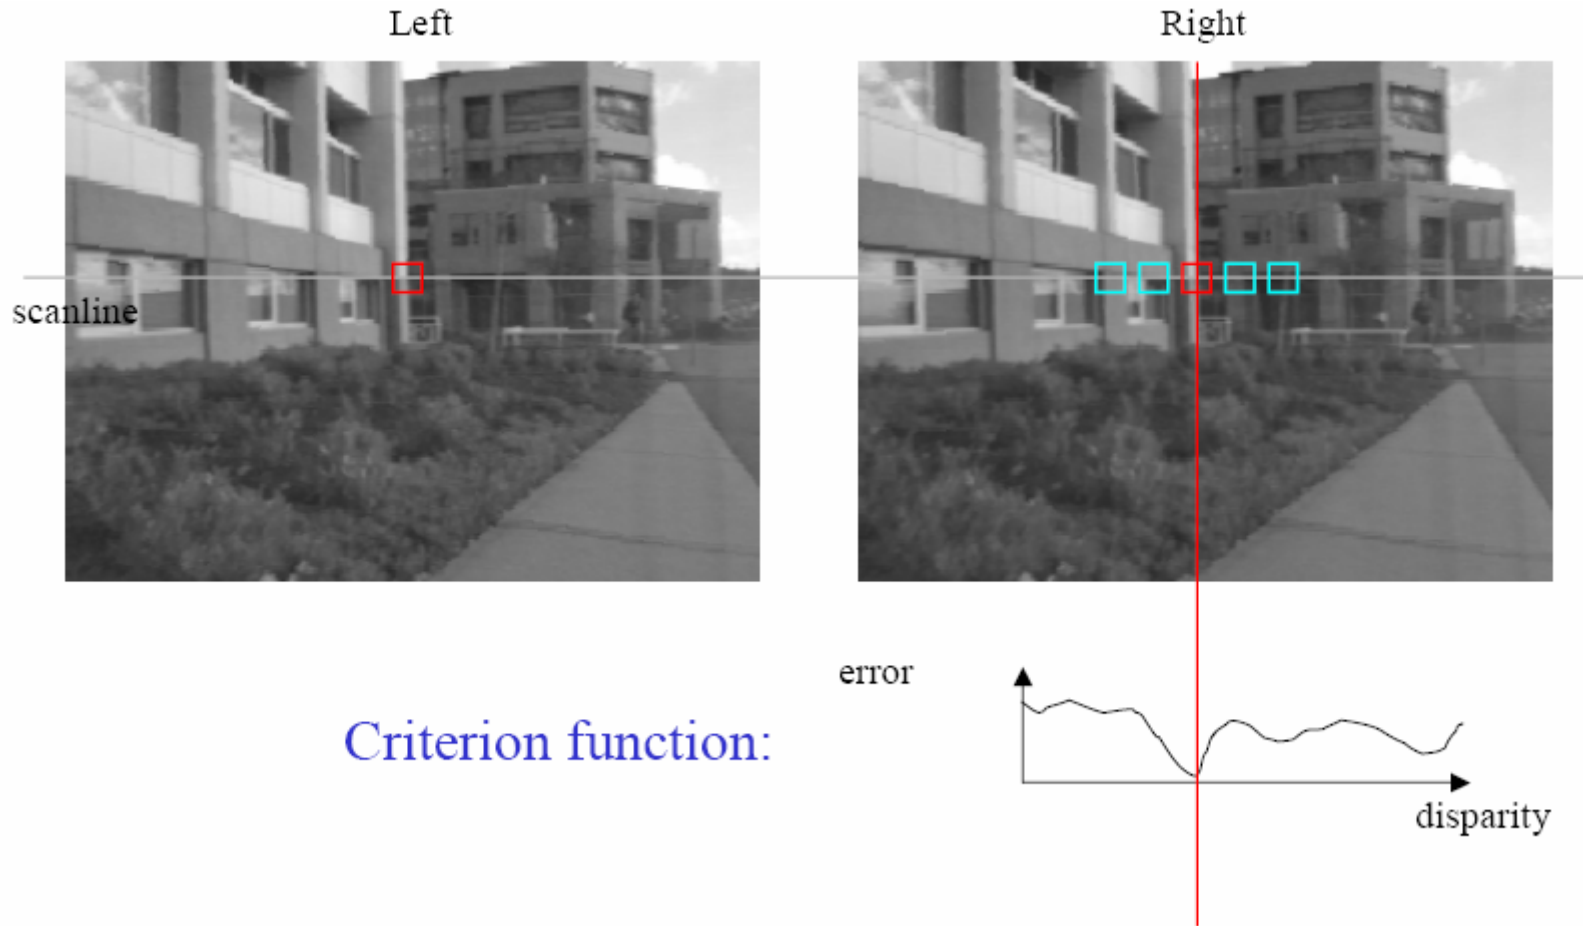 Left
Right
scanline
error
Criterion function:
disparity